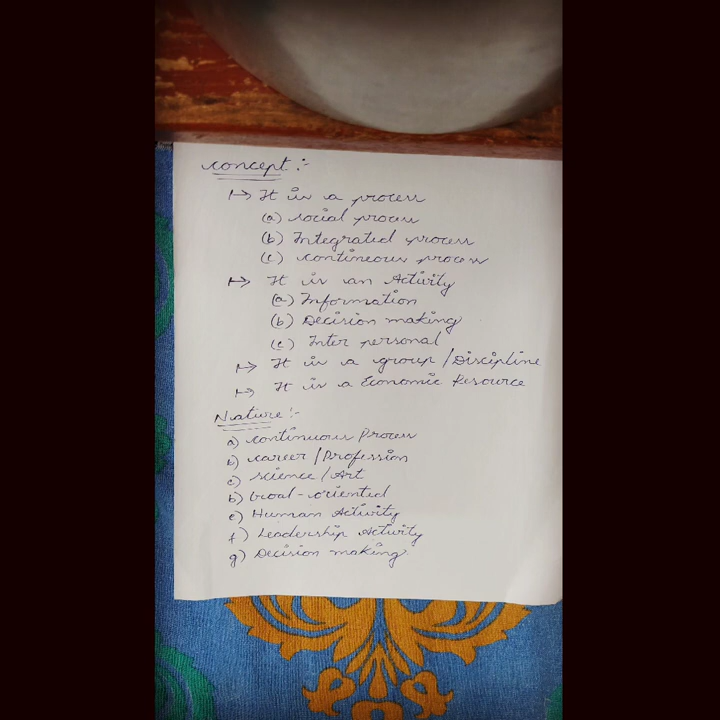 concept :-
↦ It is a process
(a) social process
(b) Integrated process
(c) contineous process
↦ It is an Activity
(a) Information
(b) Decision making
(c) Inter personal
↦ It is a group / Discipline
↦ It is a Economic Resource
Nature :-
a) continuous Process
b) career / Profession
c) science / Art
b) Goal-oriented
e) Human Activity
f) Leadership Activity
g) Decision making